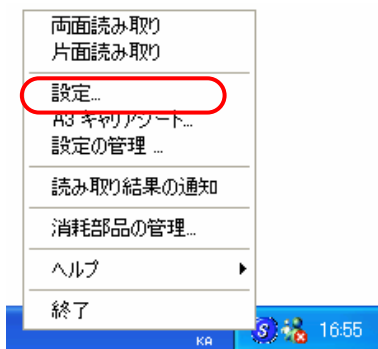 両面読み取り
片面読み取り
設定...
A3 キャリアシート...
設定の管理 ...
読み取り結果の通知
消耗部品の管理...
ヘルプ
終了
KA
S
16:55